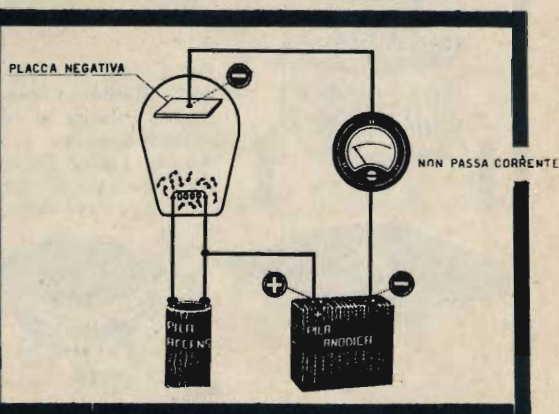 PLACCA NEGATIVA
−
NON PASSA CORRENTE
+
−
+
PILA
ACCENS
PILA
ANODICA